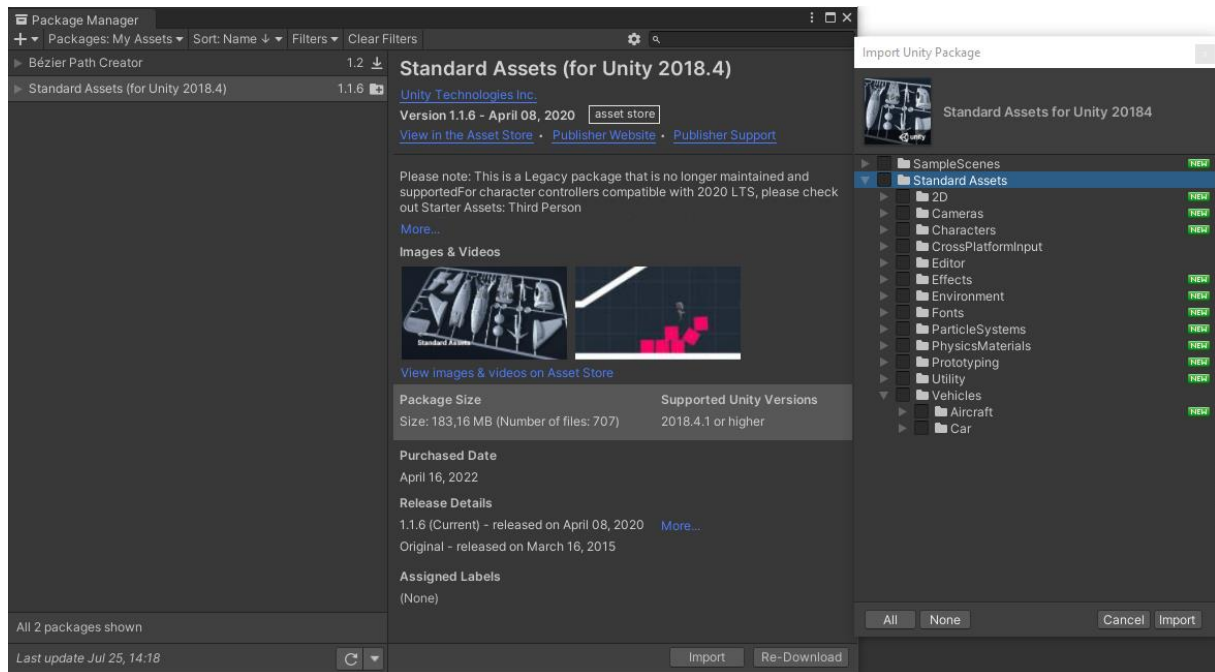 Package Manager
Packages: My Assets Sort: Name ↓ Filters Clear Filters
Bézier Path Creator 1.2
Standard Assets (for Unity 2018.4) 1.1.6
All 2 packages shown
Last update Jul 25, 14:18
Standard Assets (for Unity 2018.4)
Unity Technologies Inc.
Version 1.1.6 - April 08, 2020 asset store
View in the Asset Store • Publisher Website • Publisher Support
Please note: This is a Legacy package that is no longer maintained and
supportedFor character controllers compatible with 2020 LTS, please check
out Starter Assets: Third Person
More...
Images & Videos
Standard Assets
View images & videos on Asset Store
Package Size Supported Unity Versions
Size: 183,16 MB (Number of files: 707) 2018.4.1 or higher
Purchased Date
April 16, 2022
Release Details
1.1.6 (Current) - released on April 08, 2020 More...
Original - released on March 16, 2015
Assigned Labels
(None)
Import Re-Download
Import Unity Package
unity
Standard Assets for Unity 20184
SampleScenes NEW
Standard Assets
2D NEW
Cameras NEW
Characters NEW
CrossPlatformInput
Editor
Effects NEW
Environment NEW
Fonts NEW
ParticleSystems NEW
PhysicsMaterials NEW
Prototyping NEW
Utility NEW
Vehicles
Aircraft NEW
Car
All None Cancel Import